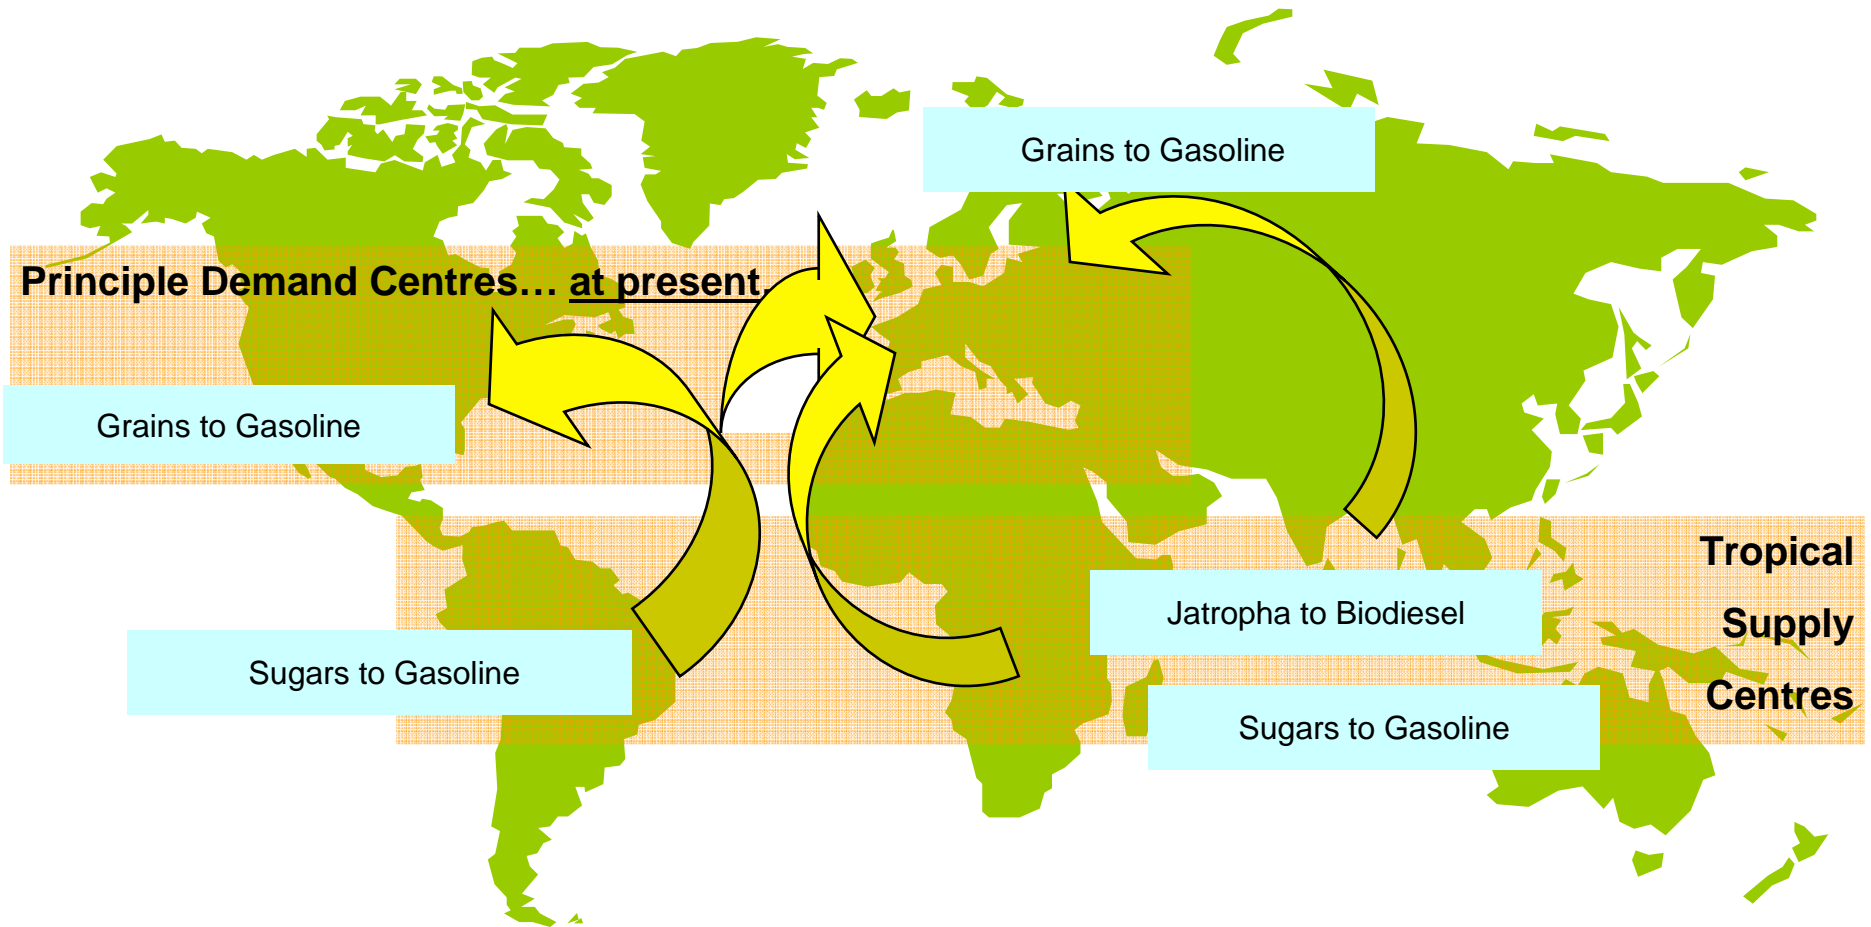 Grains to Gasoline
Principle Demand Centres… at present.
Grains to Gasoline
Tropical
Supply
Centres
Jatropha to Biodiesel
Sugars to Gasoline
Sugars to Gasoline